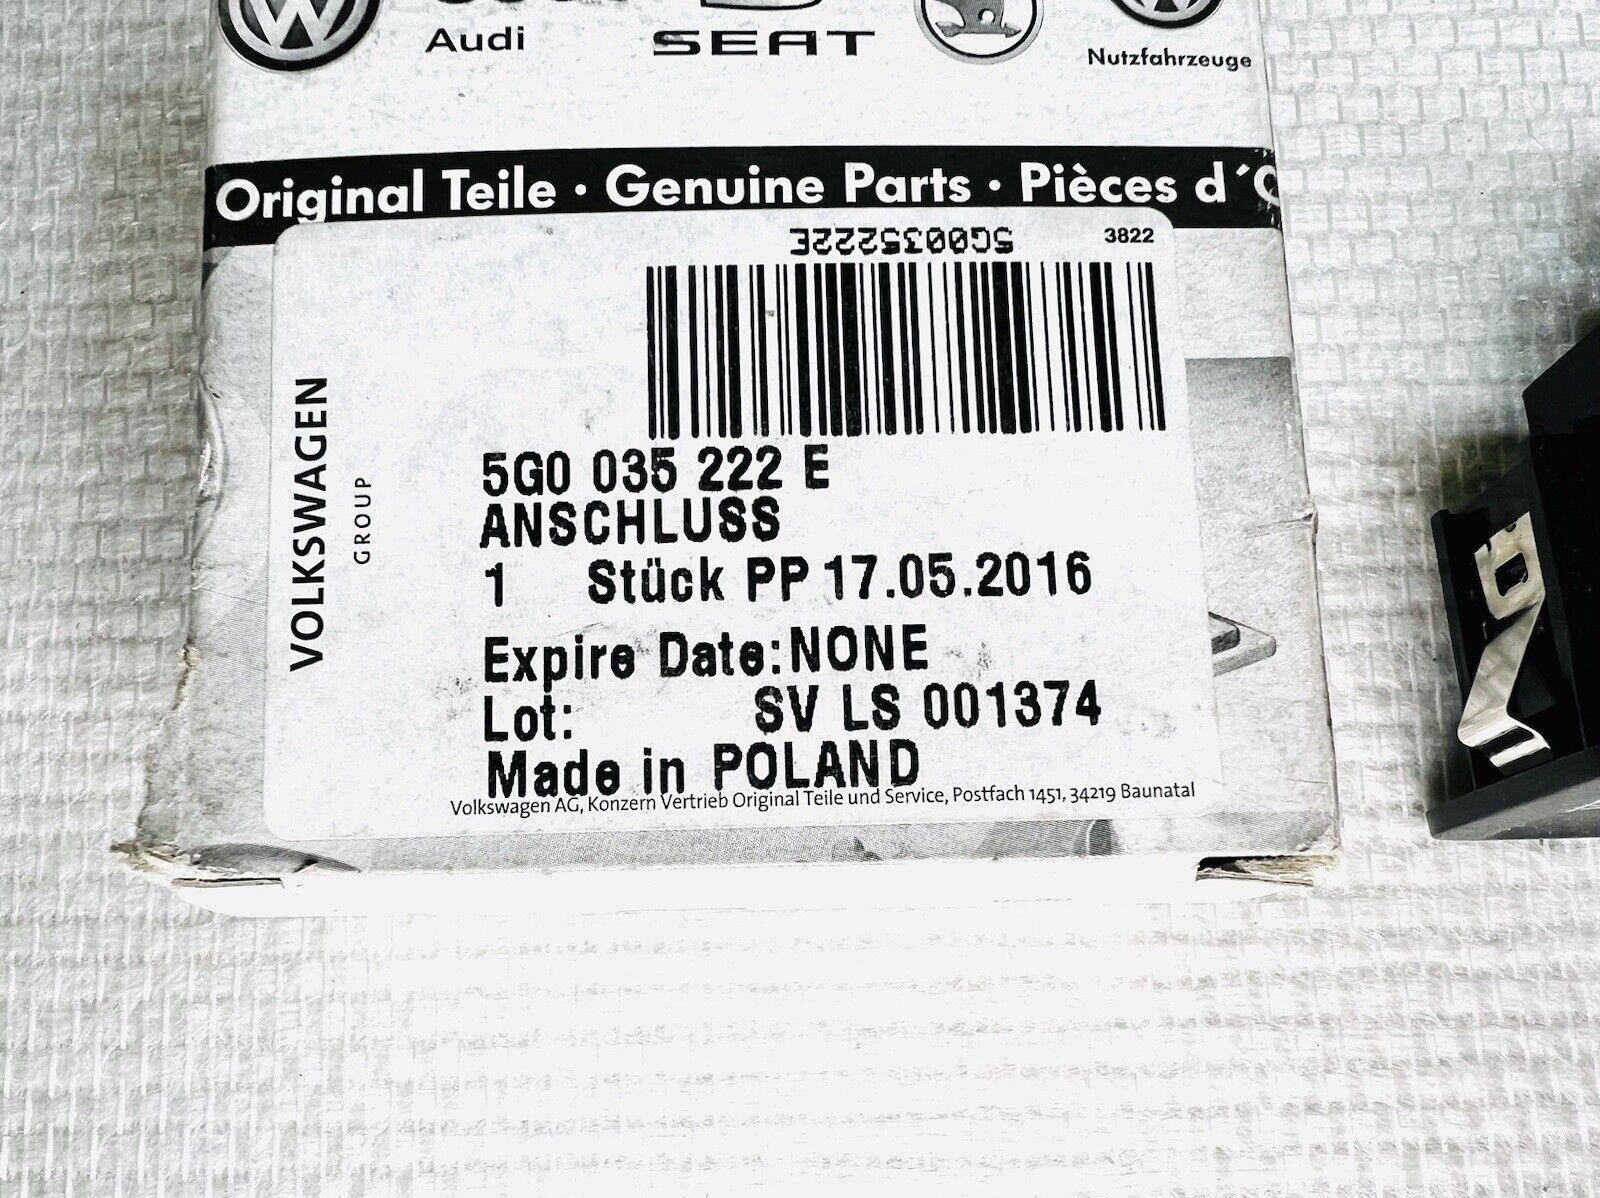 Audi
SEAT
Nutzfahrzeuge
Original Teile · Genuine Parts · Pièces d´
5G0035222E
3822
VOLKSWAGEN
GROUP
5G0 035 222 E
ANSCHLUSS
1 Stück PP 17.05.2016
Expire Date: NONE
Lot: SV LS 001374
Made in POLAND
Volkswagen AG, Konzern Vertrieb Original Teile und Service, Postfach 1451, 34219 Baunatal